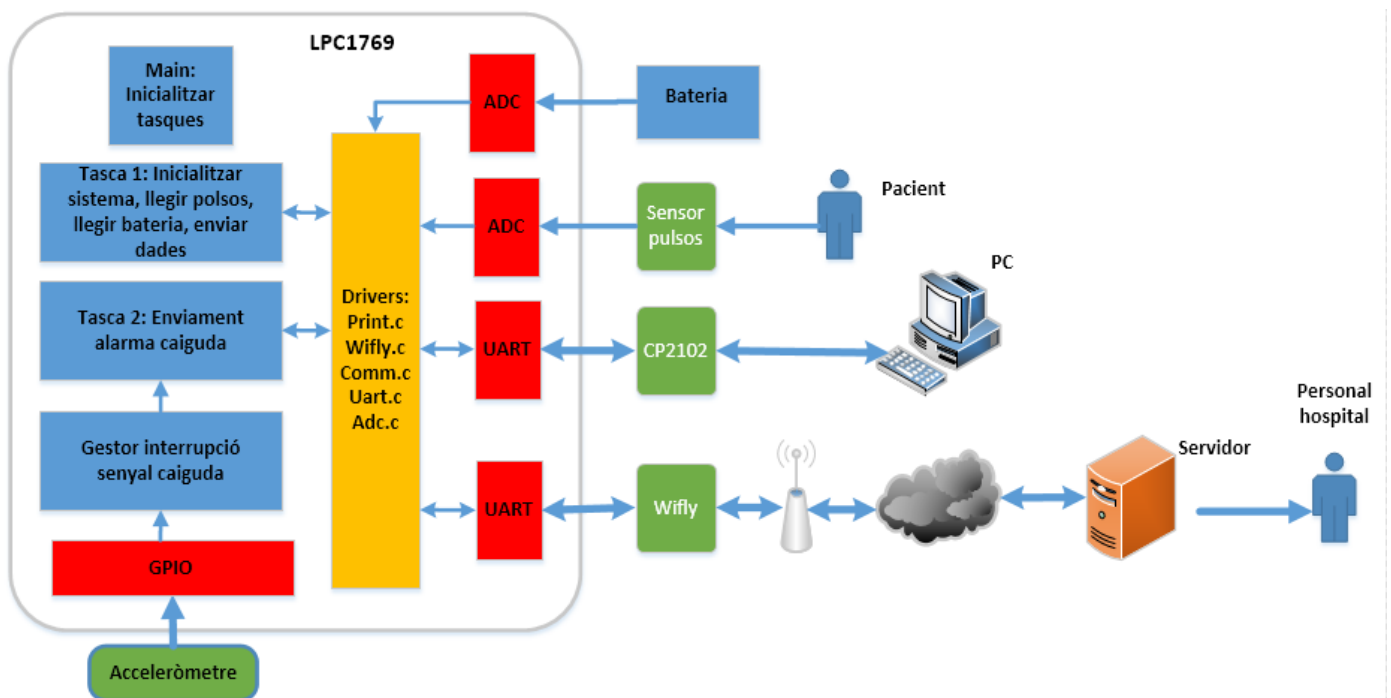 LPC1769
Main:
Inicialitzar
tasques
ADC
Bateria
Tasca 1: Inicialitzar
sistema, llegir polsos,
llegir bateria, enviar
dades
ADC
Sensor
pulsos
Pacient
PC
Tasca 2: Enviament
alarma caiguda
Drivers:
Print.c
Wifly.c
Comm.c
Uart.c
Adc.c
UART
CP2102
Gestor interrupció
senyal caiguda
UART
Wifly
Servidor
Personal
hospital
GPIO
Acceleròmetre